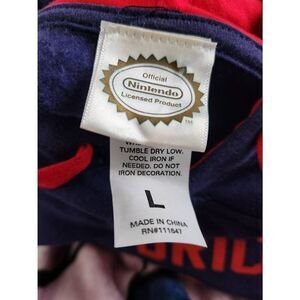 Official
Nintendo
Licensed Product
TM
TUMBLE DRY LOW.
COOL IRON IF
NEEDED. DO NOT
IRON DECORATION.
L
MADE IN CHINA
RN#111647